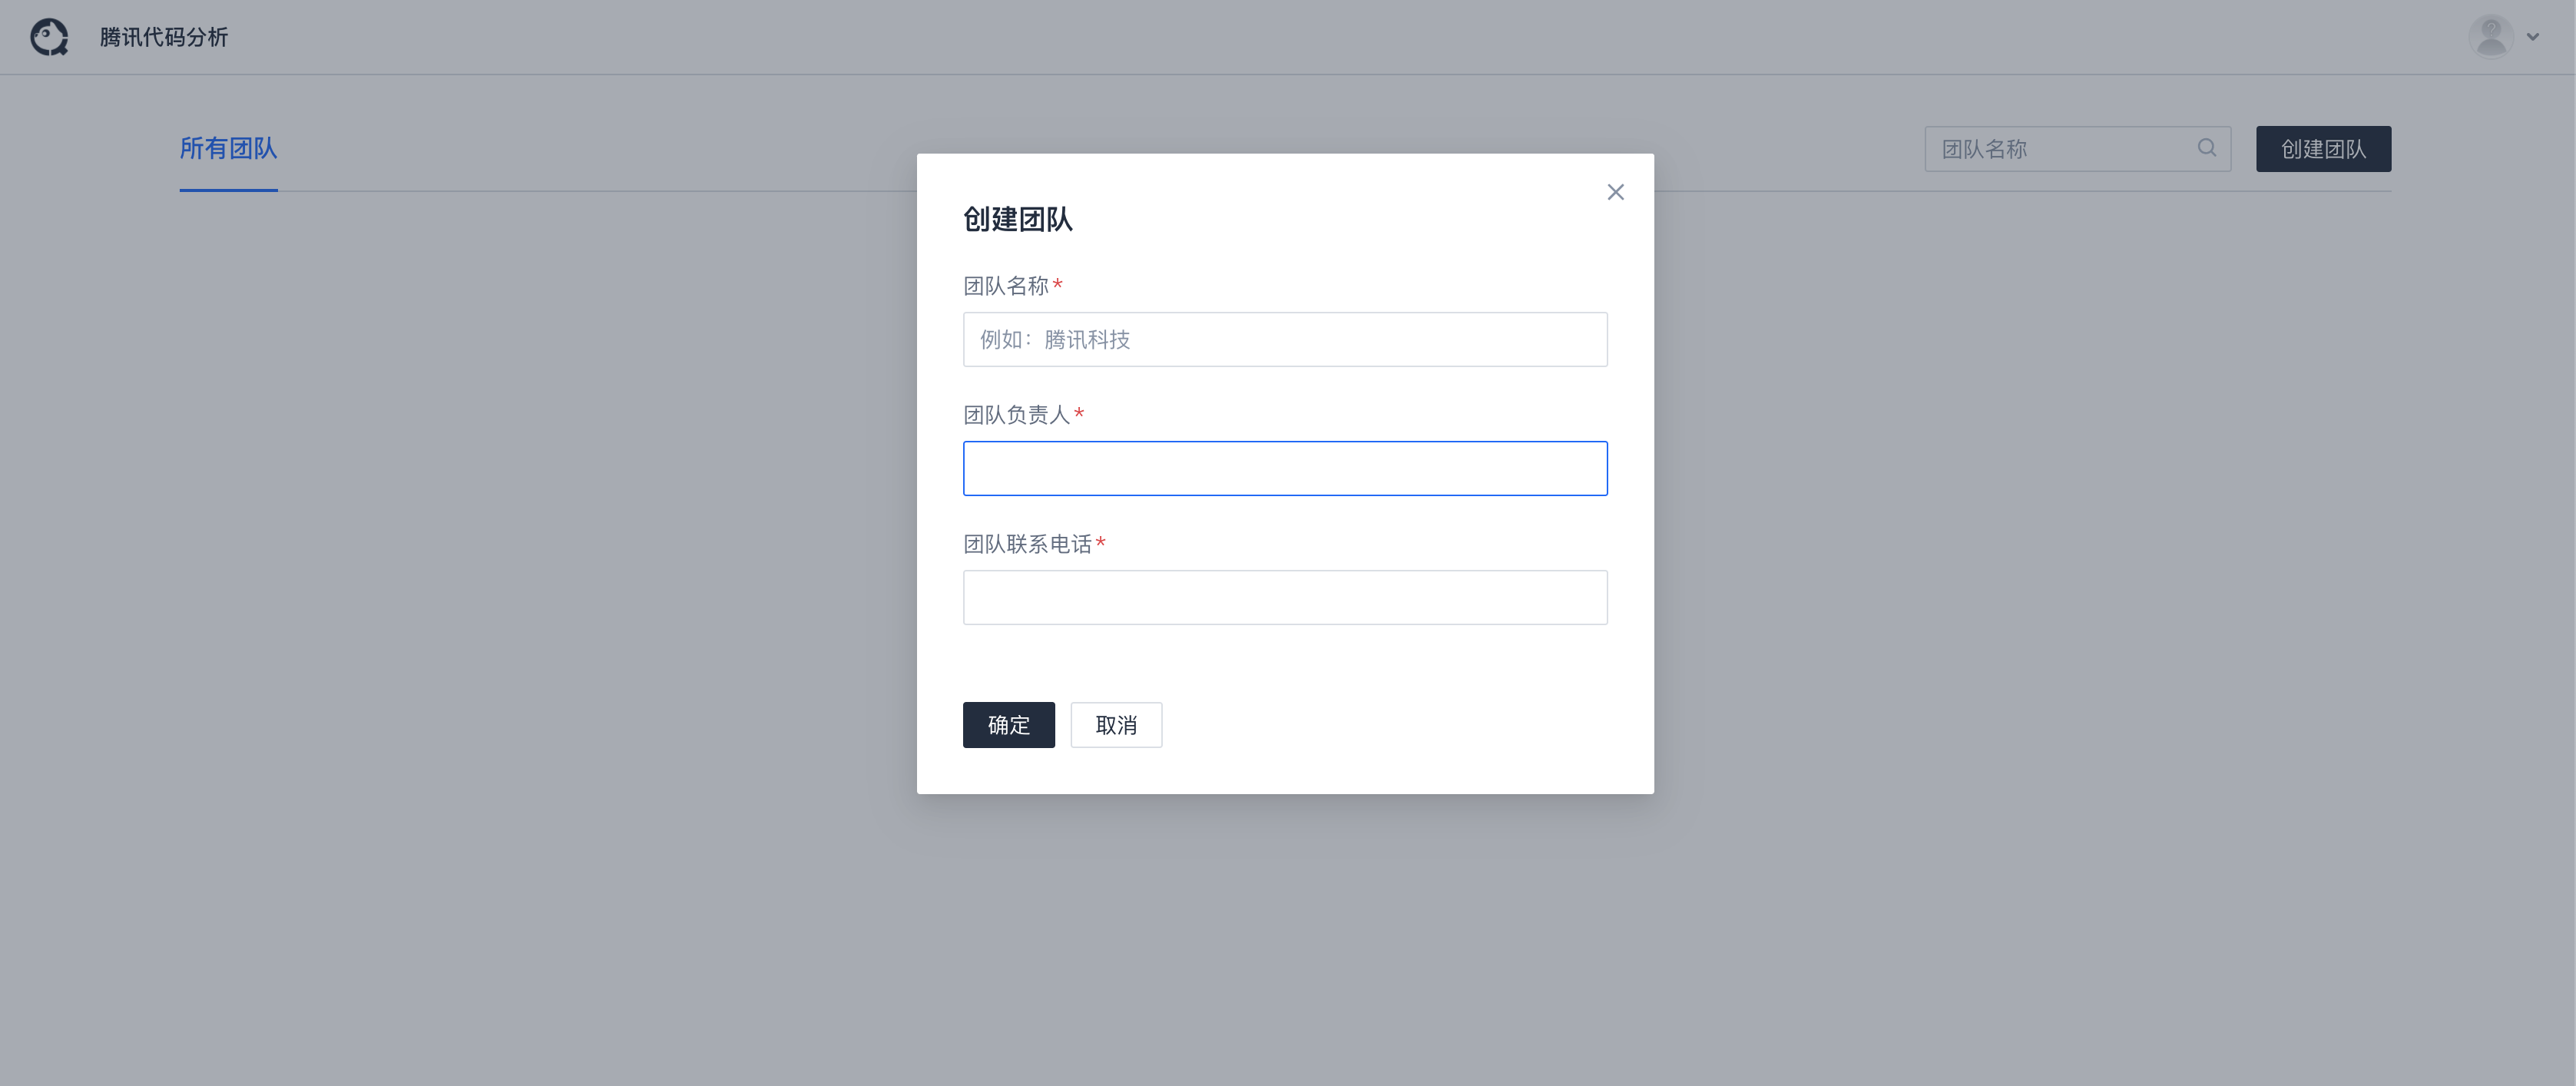 腾讯代码分析
所有团队
团队名称
创建团队
创建团队
团队名称*
例如：腾讯科技
团队负责人*
团队联系电话*
确定
取消